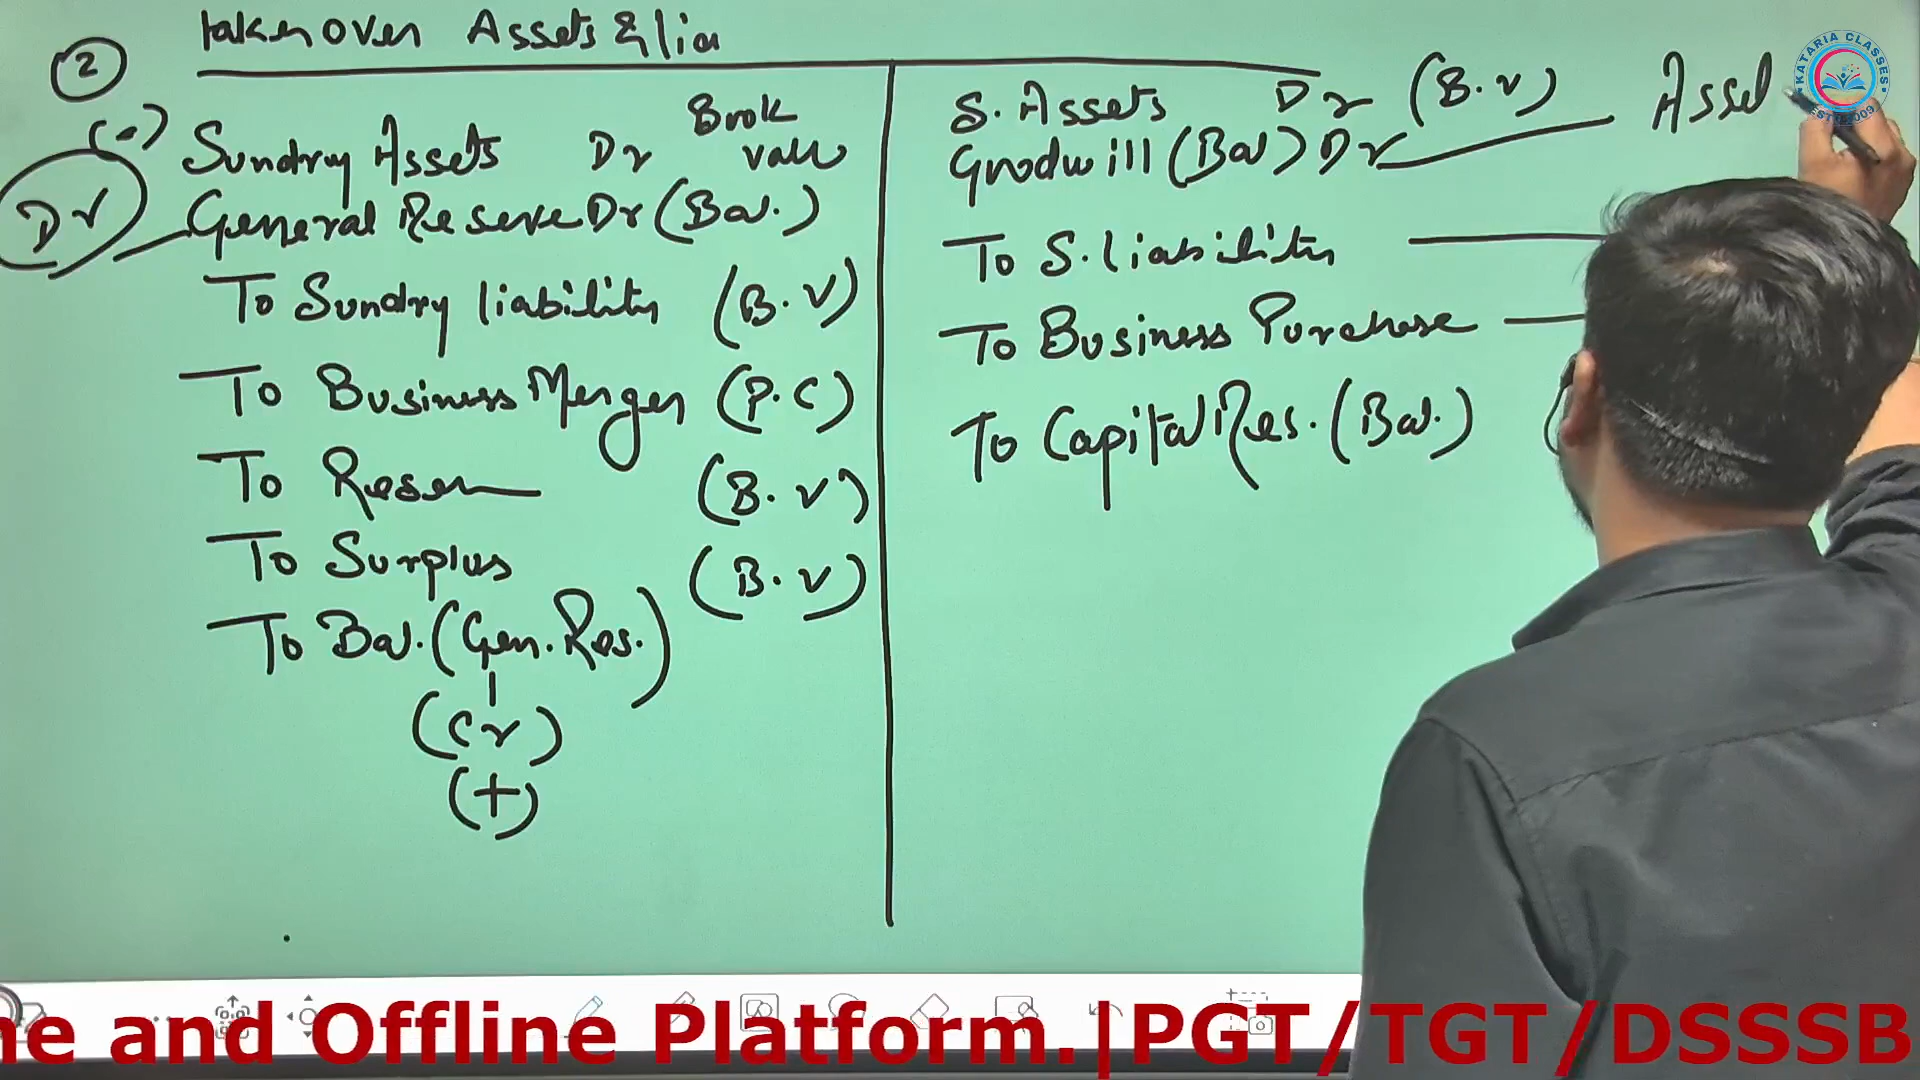 takenover Assets & lia
2
(-)
Dr
Sundry Assets Dr Book
General Reserve Dr (Bal.)
To Sundry liability (B.V)
To Business Merger (P.C)
To Reserve (B.V)
To Surplus (B.V)
To Bal. (Gen. Res.)
(Cr)
(+)
S. Assets Dr (B.V)
Goodwill (Bal) Dr
To S. liability
To Business Purchase
To Capital Res. (Bal.)
Asset
KATARIA CLASSES
ne and Offline Platform.|PGT/TGT/DSSSB